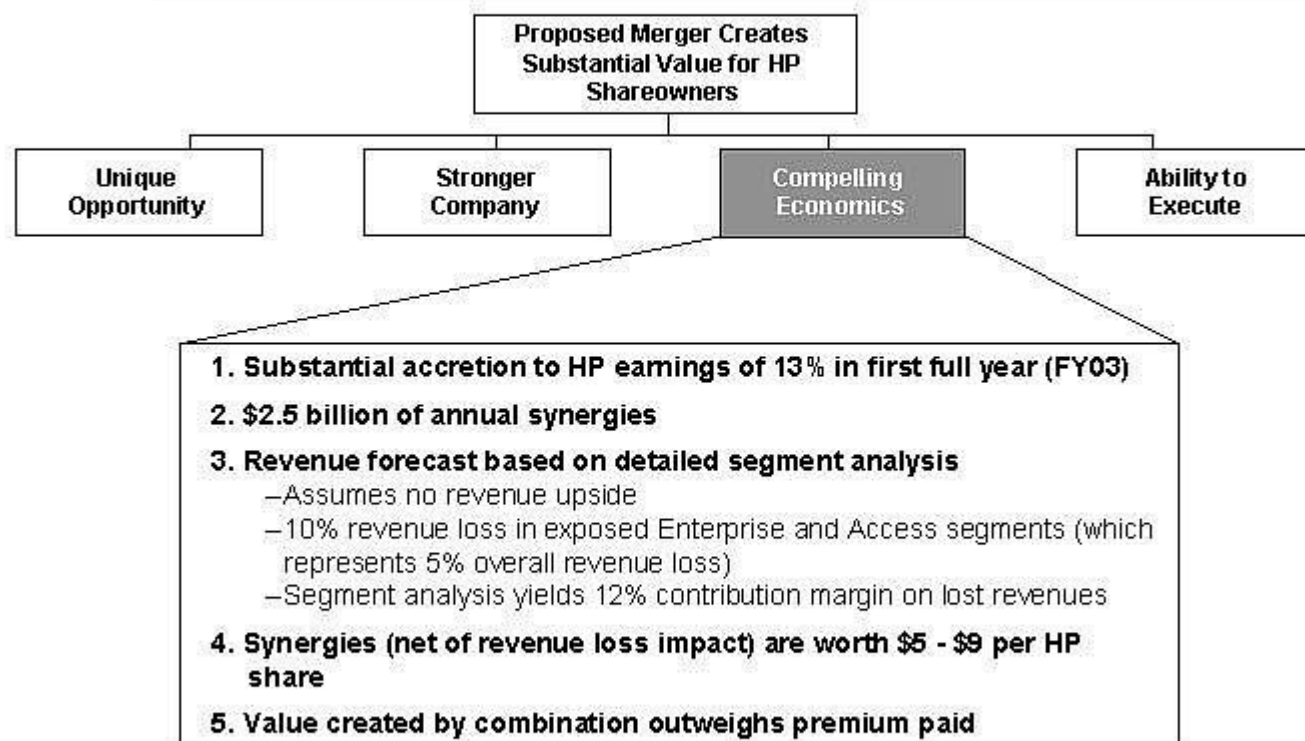 Proposed Merger Creates
Substantial Value for HP
Shareowners
Unique
Opportunity
Stronger
Company
Compelling
Economics
Ability to
Execute
1. Substantial accretion to HP earnings of 13% in first full year (FY03)
2. $2.5 billion of annual synergies
3. Revenue forecast based on detailed segment analysis
–Assumes no revenue upside
–10% revenue loss in exposed Enterprise and Access segments (which
represents 5% overall revenue loss)
–Segment analysis yields 12% contribution margin on lost revenues
4. Synergies (net of revenue loss impact) are worth $5 - $9 per HP
share
5. Value created by combination outweighs premium paid